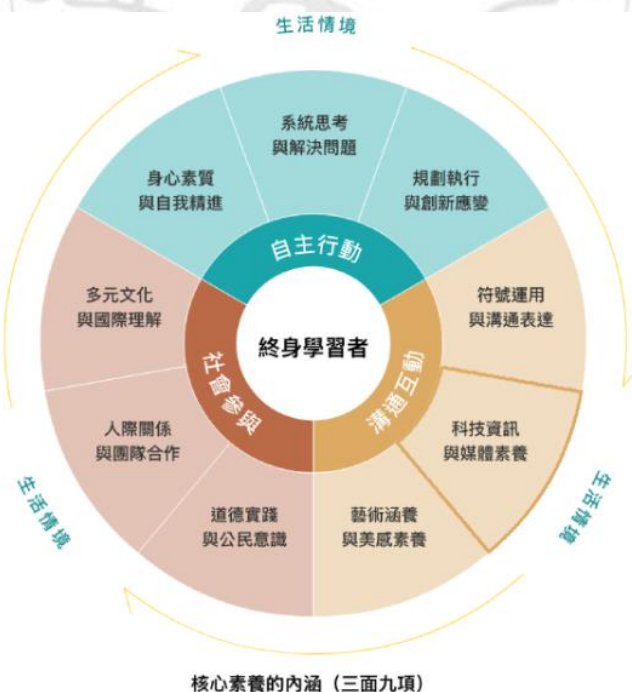 生活情境
系統思考
與解決問題
規劃執行
與創新應變
身心素質
與自我精進
自主行動
多元文化
與國際理解
符號運用
與溝通表達
終身學習者
社會參與
溝通互動
人際關係
與團隊合作
科技資訊
與媒體素養
道德實踐
與公民意識
藝術涵養
與美感素養
生活情境
生活情境
核心素養的內涵（三面九項）